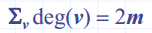 Σᵥ deg(v) = 2m